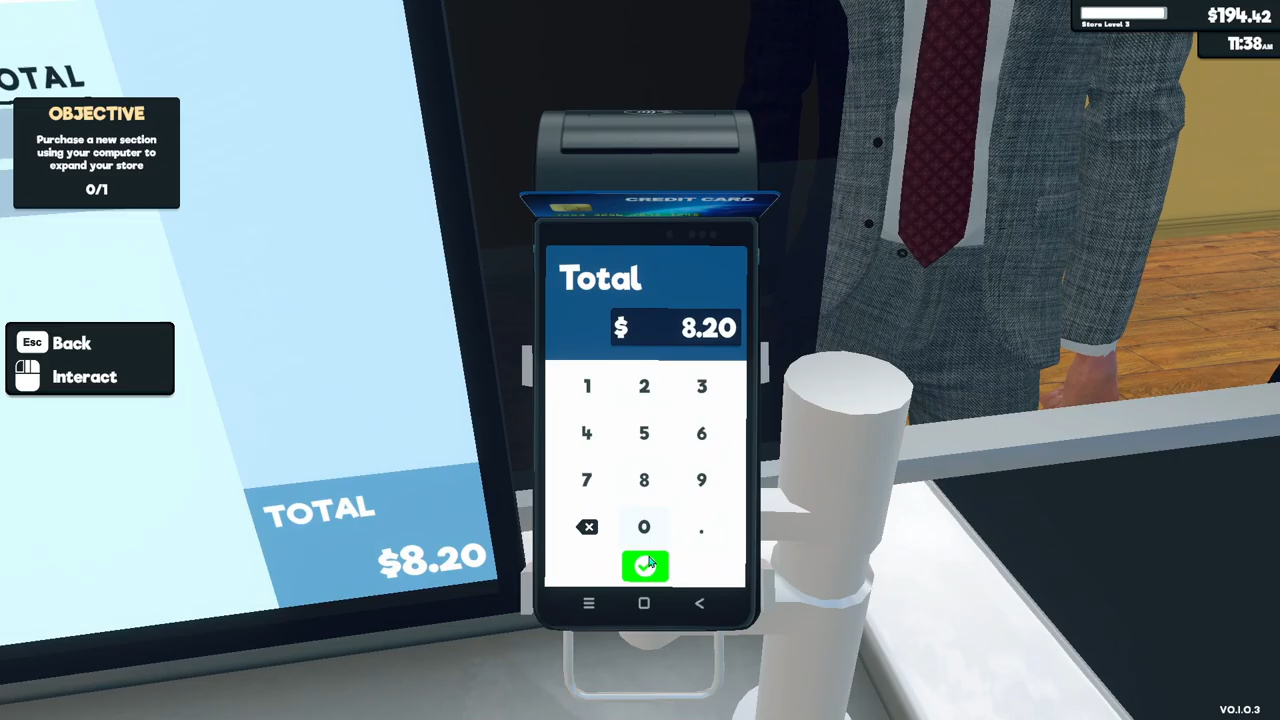 $194.42
Store Level 3
11:38AM
OTAL
OBJECTIVE
Purchase a new section
using your computer to
expand your store
0/1
CREDIT CARD
Total
$ 8.20
Esc Back
Interact
1 2 3
4 5 6
7 8 9
0 .
TOTAL
$8.20
V0.1.0.3